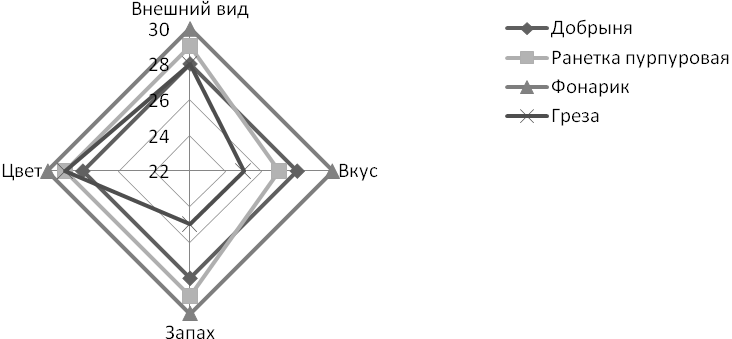 Внешний вид
30
28
26
24
22
Цвет
Вкус
Запах
Добрыня
Ранетка пурпуровая
Фонарик
Греза